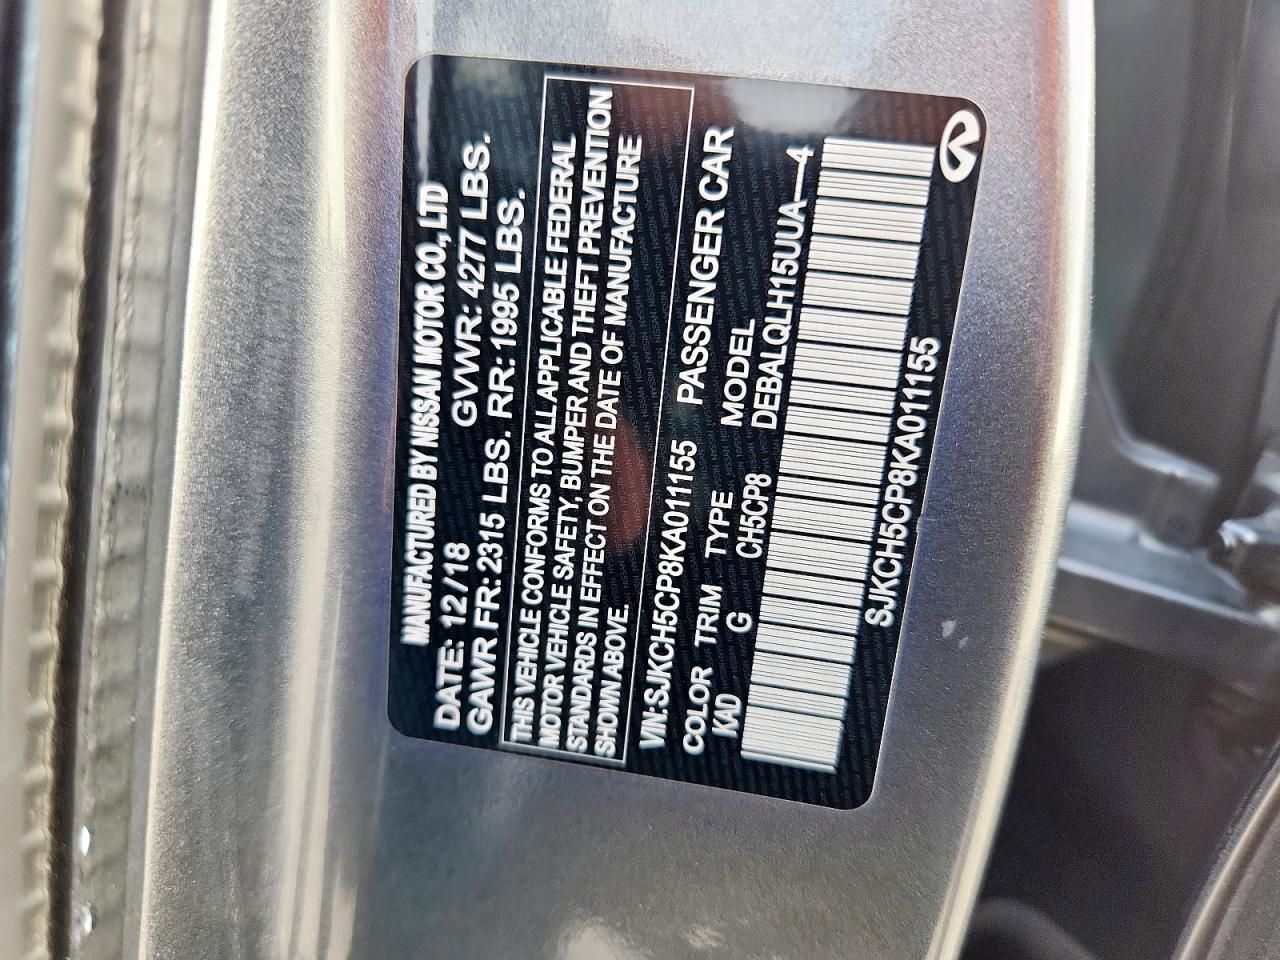 MANUFACTURED BY NISSAN MOTOR CO., LTD
DATE: 12/18 GVWR: 4277 LBS.
GAWR FR: 2315 LBS. RR: 1995 LBS.
THIS VEHICLE CONFORMS TO ALL APPLICABLE FEDERAL
MOTOR VEHICLE SAFETY, BUMPER AND THEFT PREVENTION
STANDARDS IN EFFECT ON THE DATE OF MANUFACTURE
SHOWN ABOVE.
VIN: SJKCH5CP8KA011155 PASSENGER CAR
COLOR TRIM TYPE MODEL
KAD G CH5CP8 DEBALQLH15UUA-----4
SJKCH5CP8KA011155